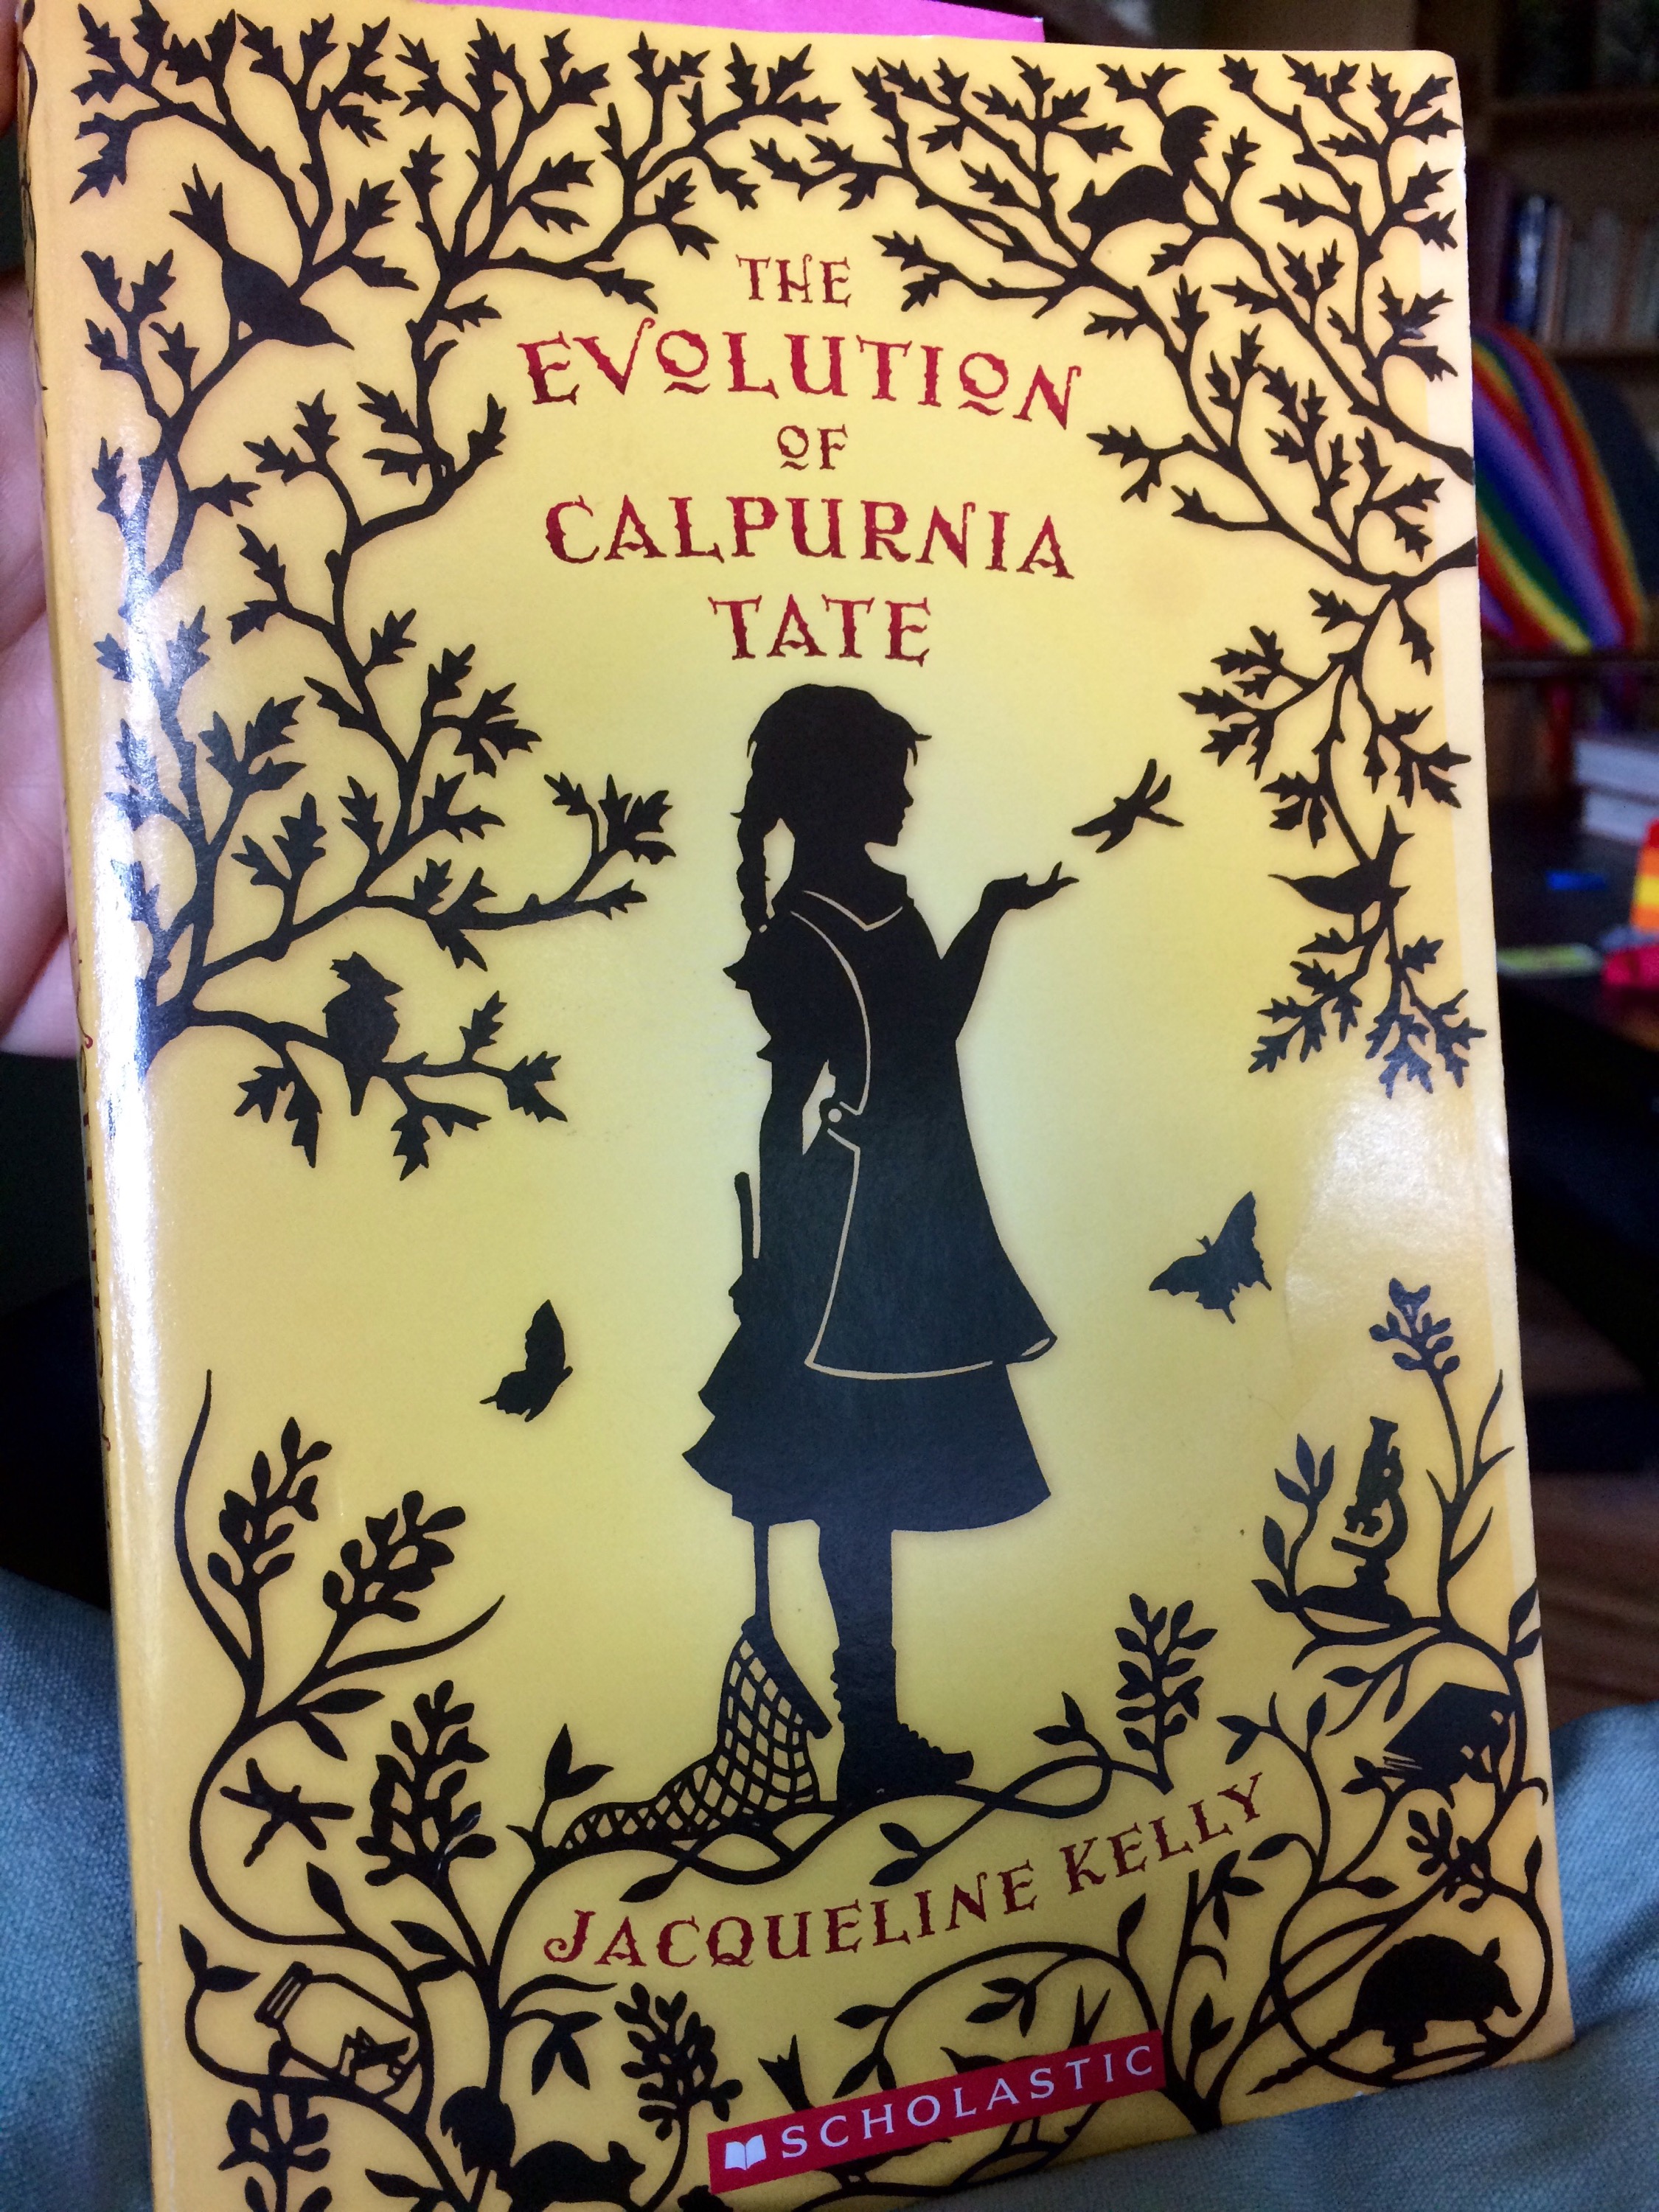 THE
EVOLUTION
OF
CALPURNIA
TATE
JACQUELINE KELLY
SCHOLASTIC